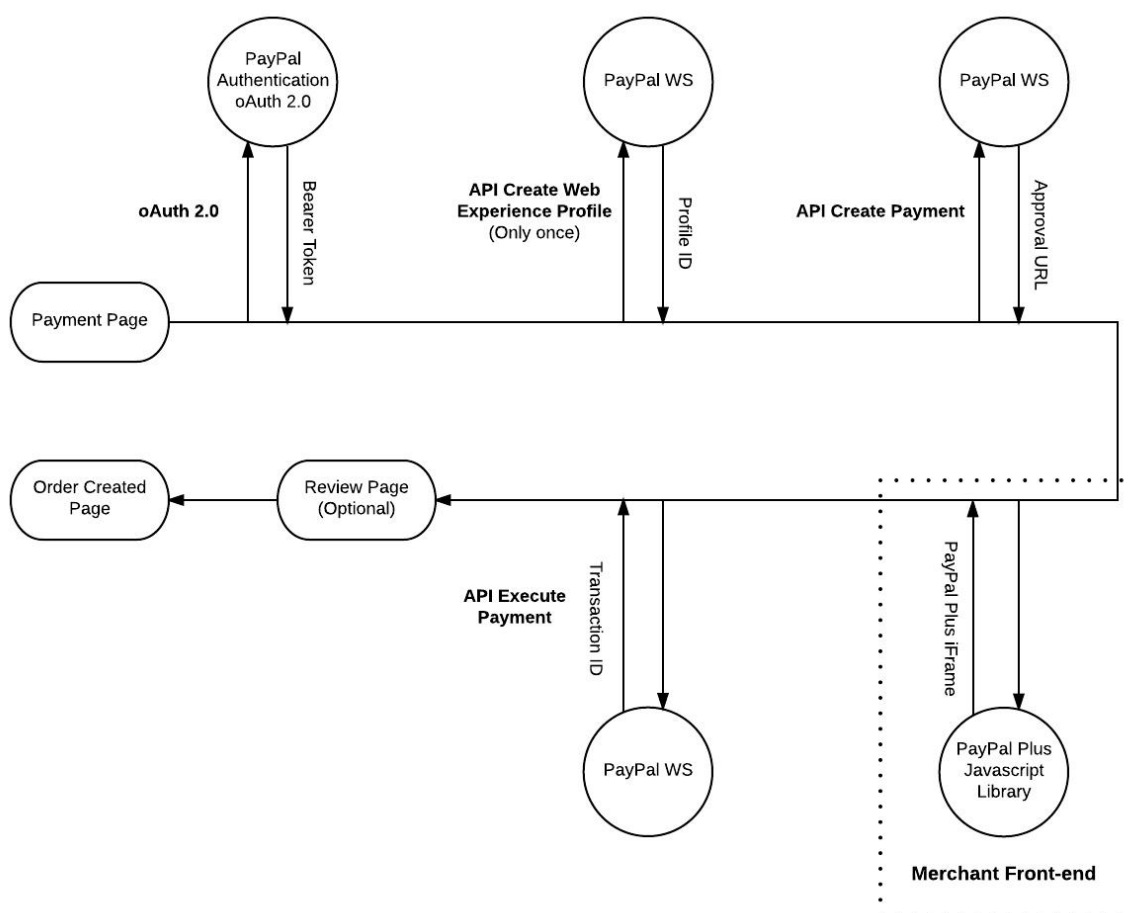 PayPal
Authentication
oAuth 2.0
PayPal WS
PayPal WS
oAuth 2.0
Bearer Token
API Create Web
Experience Profile
(Only once)
Profile ID
API Create Payment
Approval URL
Payment Page
Order Created
Page
Review Page
(Optional)
API Execute
Payment
Transaction ID
PayPal Plus iFrame
PayPal WS
PayPal Plus
Javascript
Library
Merchant Front-end